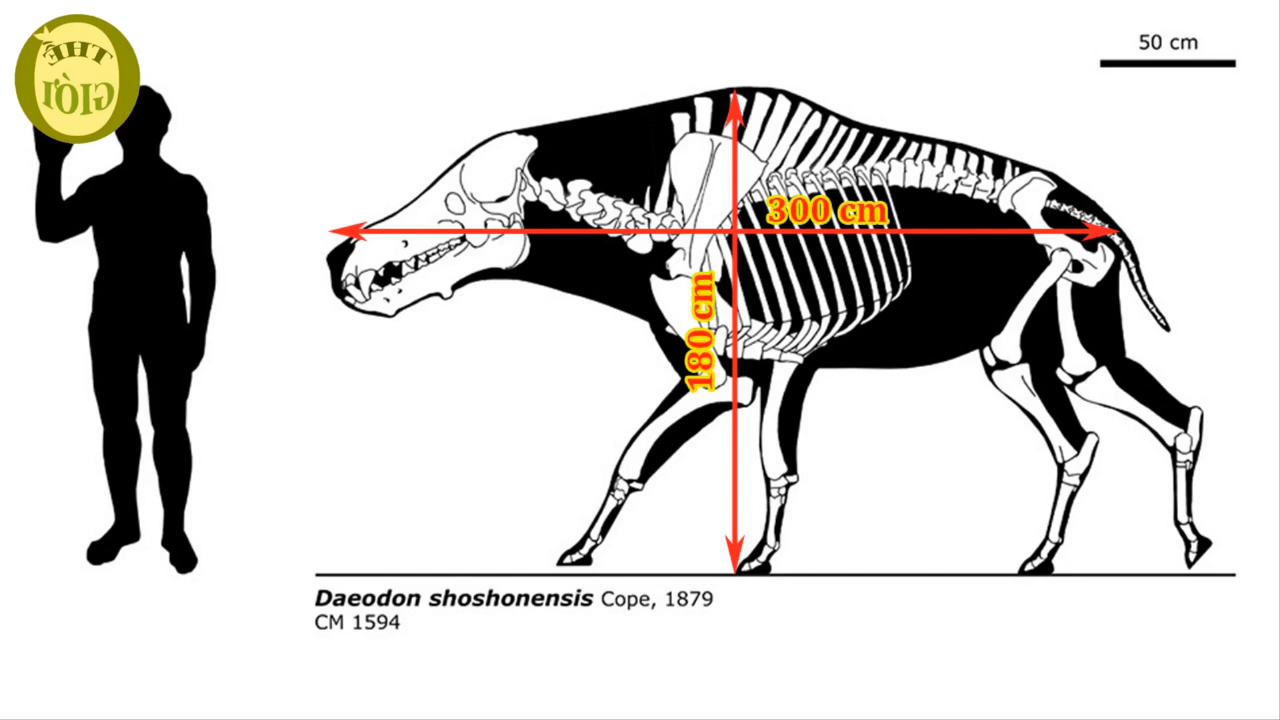 THẾ
GIỚI
50 cm
300 cm
180 cm
Daeodon shoshonensis Cope, 1879
CM 1594